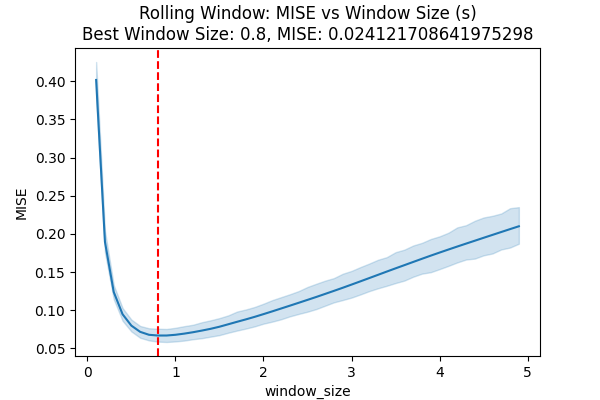 Rolling Window: MISE vs Window Size (s)
Best Window Size: 0.8, MISE: 0.024121708641975298
MISE
0.40
0.35
0.30
0.25
0.20
0.15
0.10
0.05
0 1 2 3 4 5
window_size